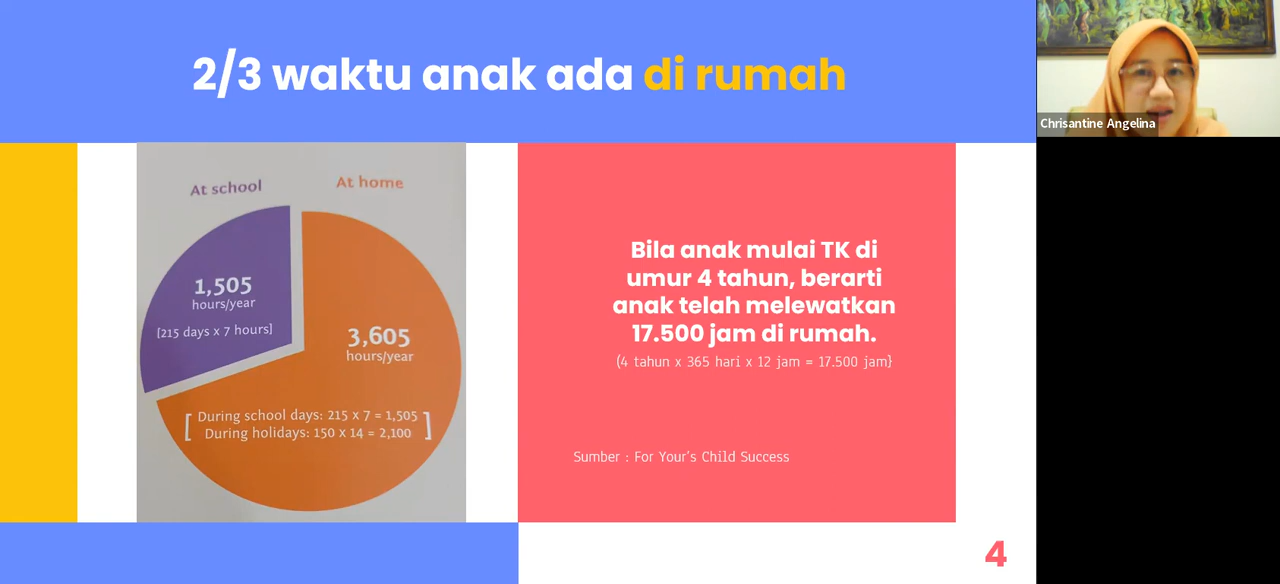 2/3 waktu anak ada di rumah
Chrisantine Angelina
At school
At home
1,505
hours/year
[215 days x 7 hours]
3,605
hours/year
[During school days: 215 x 7 = 1,505
During holidays: 150 x 14 = 2,100]
Bila anak mulai TK di
umur 4 tahun, berarti
anak telah melewatkan
17.500 jam di rumah.
(4 tahun x 365 hari x 12 jam = 17.500 jam}
Sumber : For Your's Child Success
4